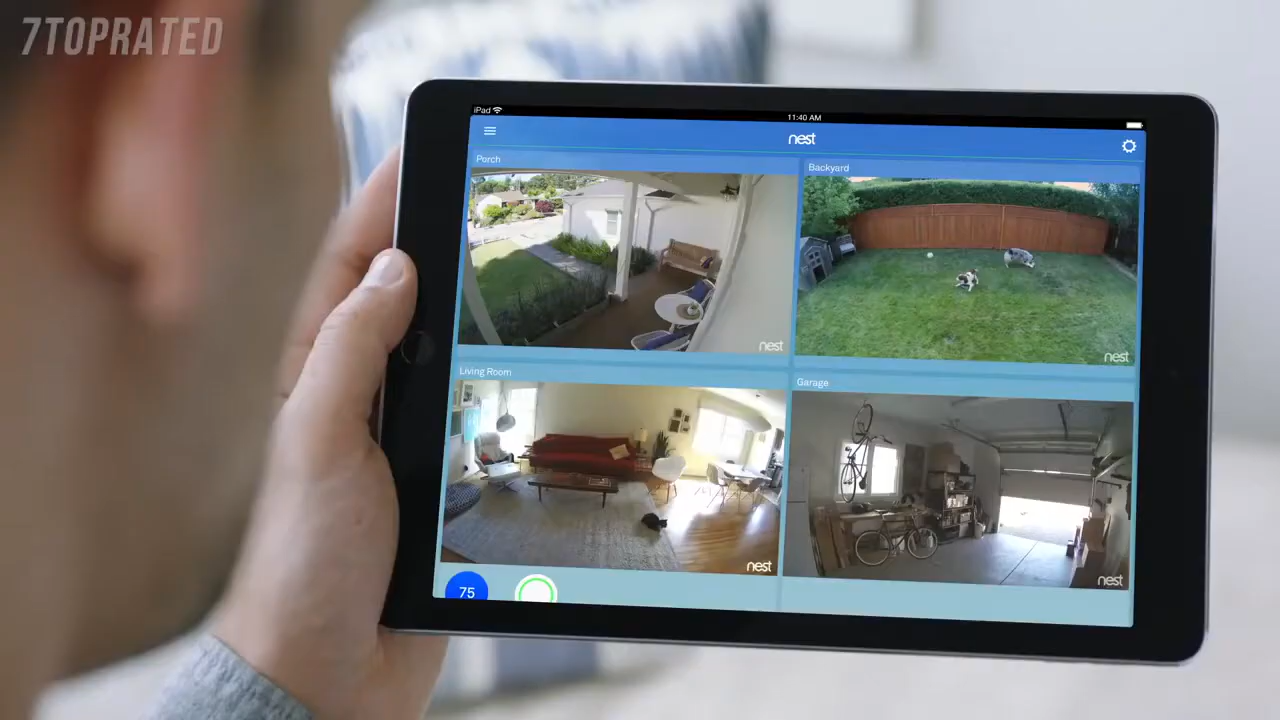 7TOPRATED
iPad
11:40 AM
nest
Porch
Backyard
nest
nest
Living Room
Garage
nest
nest
75